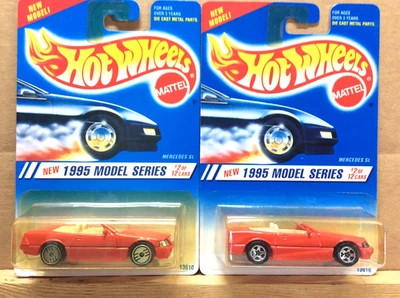 NEW MODEL!
FOR AGES
OVER 3 YEARS.
DIE CAST METAL PARTS
HOT WHEELS
MATTEL
MERCEDES SL
NEW 1995 MODEL SERIES #2 OF
12 CARS
13610
NEW MODEL!
FOR AGES
OVER 3 YEARS.
DIE CAST METAL PARTS
HOT WHEELS
MATTEL
MERCEDES SL
NEW 1995 MODEL SERIES #2 OF
12 CARS
13610